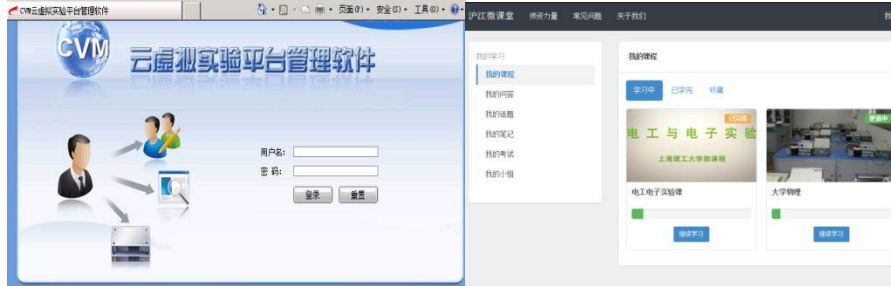 CVM云虚拟实验平台管理软件
页面(P)
安全(S)
工具(O)
CVM
云虚拟实验平台管理软件
用户名:
密 码:
登录
重置
沪江微课堂
师资力量
常见问题
关于我们
我的学习
我的课程
我的问答
我的话题
我的笔记
我的考试
我的小组
我的课程
学习中
已学完
收藏
电工与电子实验
上海理工大学微课程
电工电子实验课
继续学习
更新中
大学物理
继续学习